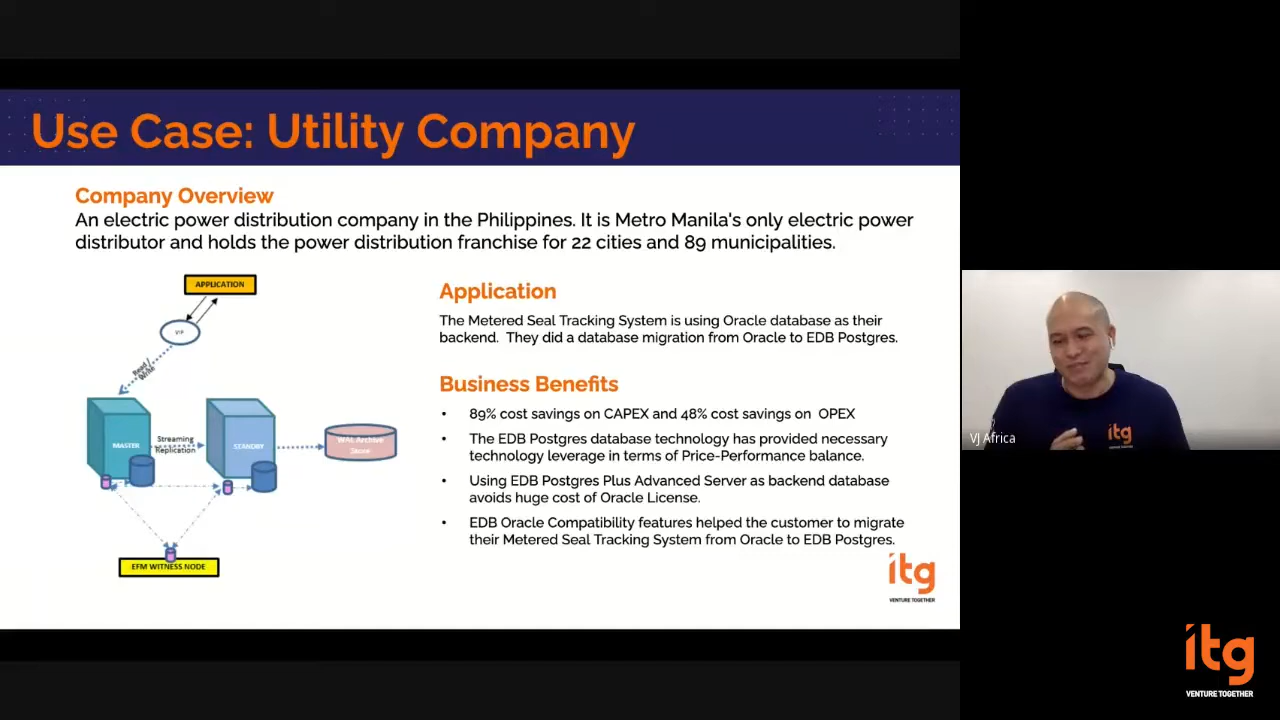 Use Case: Utility Company
Company Overview
An electric power distribution company in the Philippines. It is Metro Manila's only electric power
distributor and holds the power distribution franchise for 22 cities and 89 municipalities.
APPLICATION
VIP
Read /
Write
MASTER
Streaming
Replication
STANDBY
WAL Archive
Store
EFM WITNESS NODE
Application
The Metered Seal Tracking System is using Oracle database as their
backend. They did a database migration from Oracle to EDB Postgres.
Business Benefits
• 89% cost savings on CAPEX and 48% cost savings on OPEX
• The EDB Postgres database technology has provided necessary
technology leverage in terms of Price-Performance balance.
• Using EDB Postgres Plus Advanced Server as backend database
avoids huge cost of Oracle License.
• EDB Oracle Compatibility features helped the customer to migrate
their Metered Seal Tracking System from Oracle to EDB Postgres.
itg
VENTURE TOGETHER
itg
VJ Africa
itg
VENTURE TOGETHER